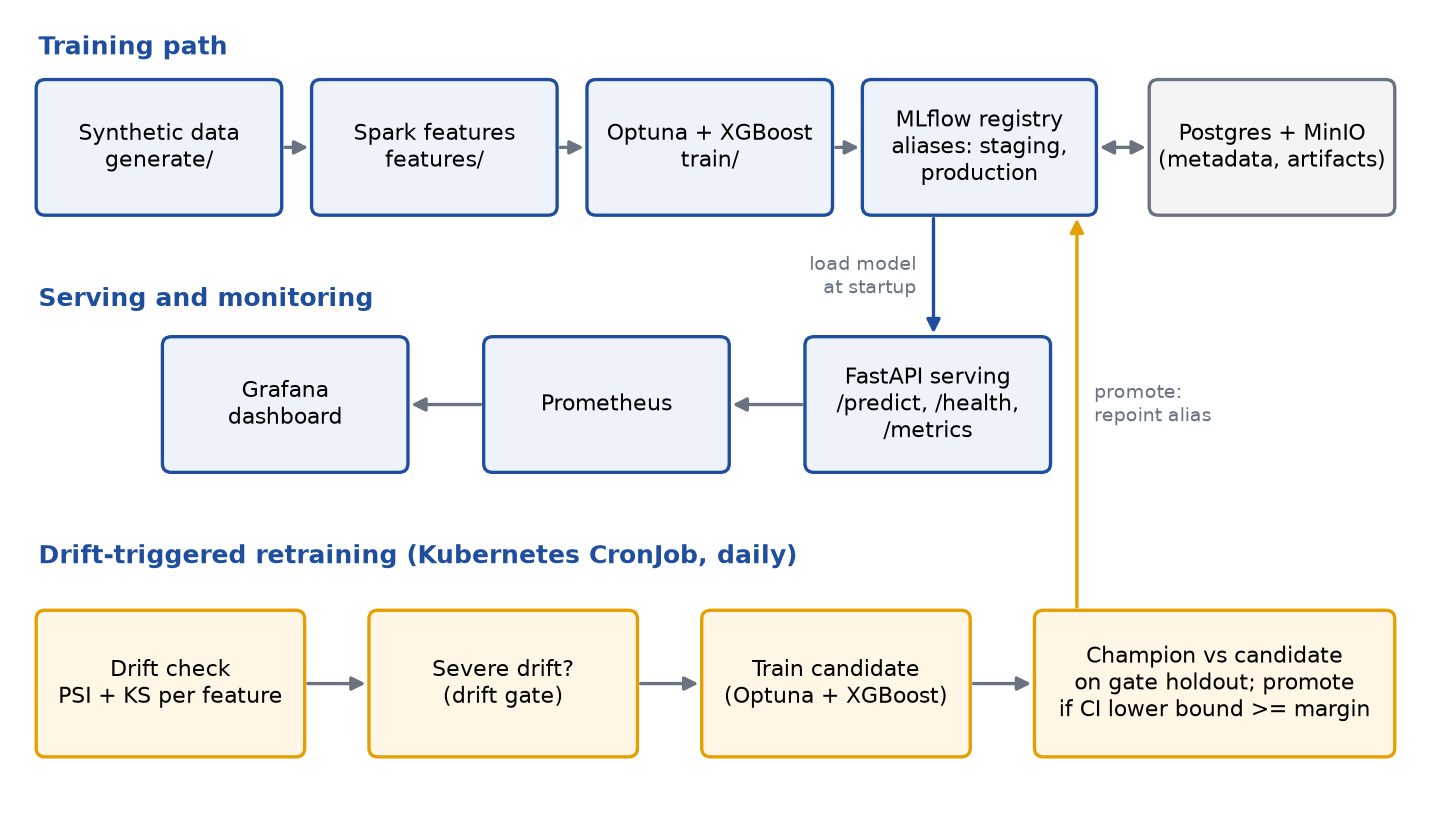 Training path
Synthetic data
generate/
Spark features
features/
Optuna + XGBoost
train/
MLflow registry
aliases: staging,
production
Postgres + MinIO
(metadata, artifacts)
load model
at startup
Serving and monitoring
Grafana
dashboard
Prometheus
FastAPI serving
/predict, /health,
/metrics
promote:
repoint alias
Drift-triggered retraining (Kubernetes CronJob, daily)
Drift check
PSI + KS per feature
Severe drift?
(drift gate)
Train candidate
(Optuna + XGBoost)
Champion vs candidate
on gate holdout; promote
if CI lower bound >= margin